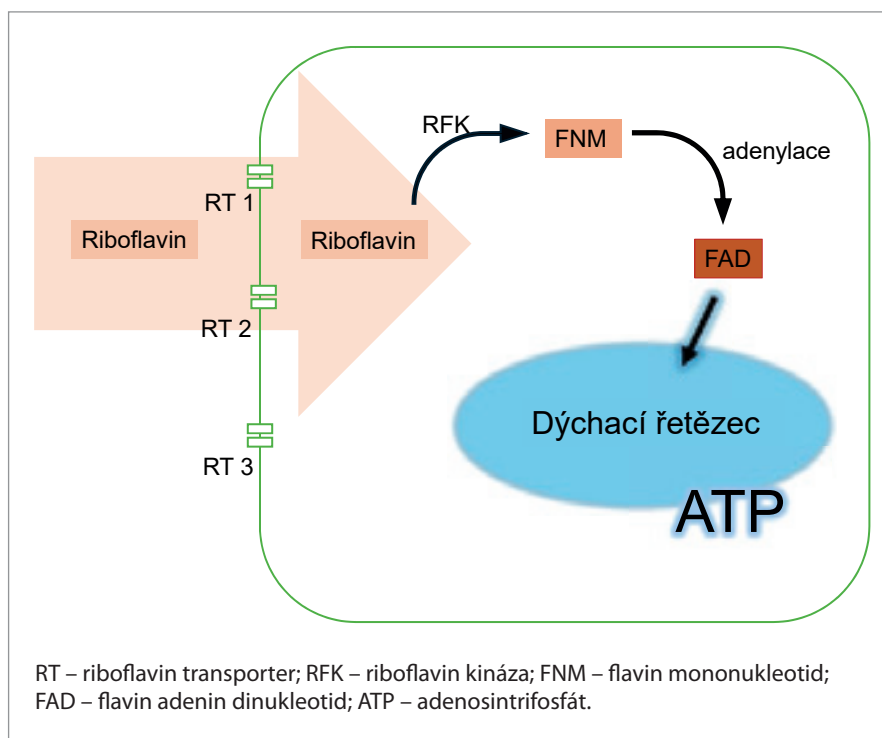 RFK
FNM
adenylace
RT 1
Riboflavin
Riboflavin
FAD
RT 2
Dýchací řetězec
RT 3
ATP
RT – riboflavin transporter; RFK – riboflavin kináza; FNM – flavin mononukleotid;
FAD – flavin adenin dinukleotid; ATP – adenosintrifosfát.